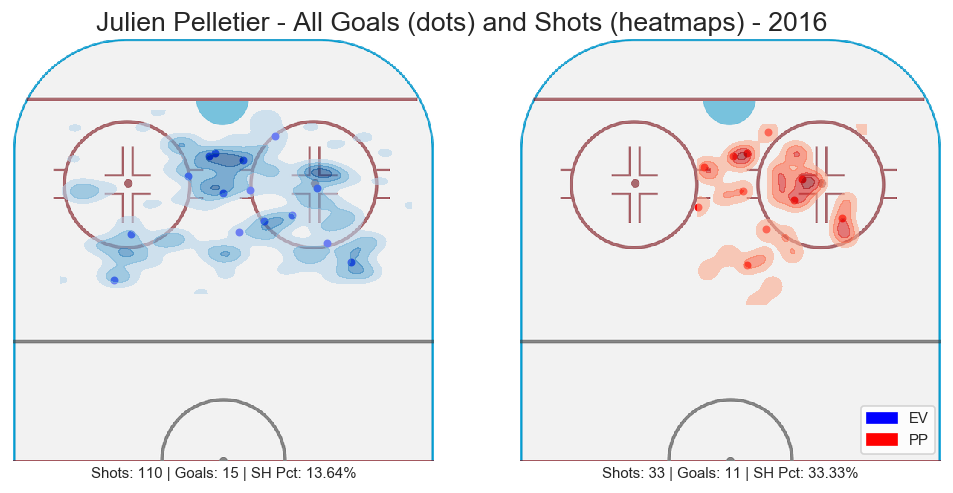 Julien Pelletier - All Goals (dots) and Shots (heatmaps) - 2016
EV
PP
Shots: 110 | Goals: 15 | SH Pct: 13.64%
Shots: 33 | Goals: 11 | SH Pct: 33.33%